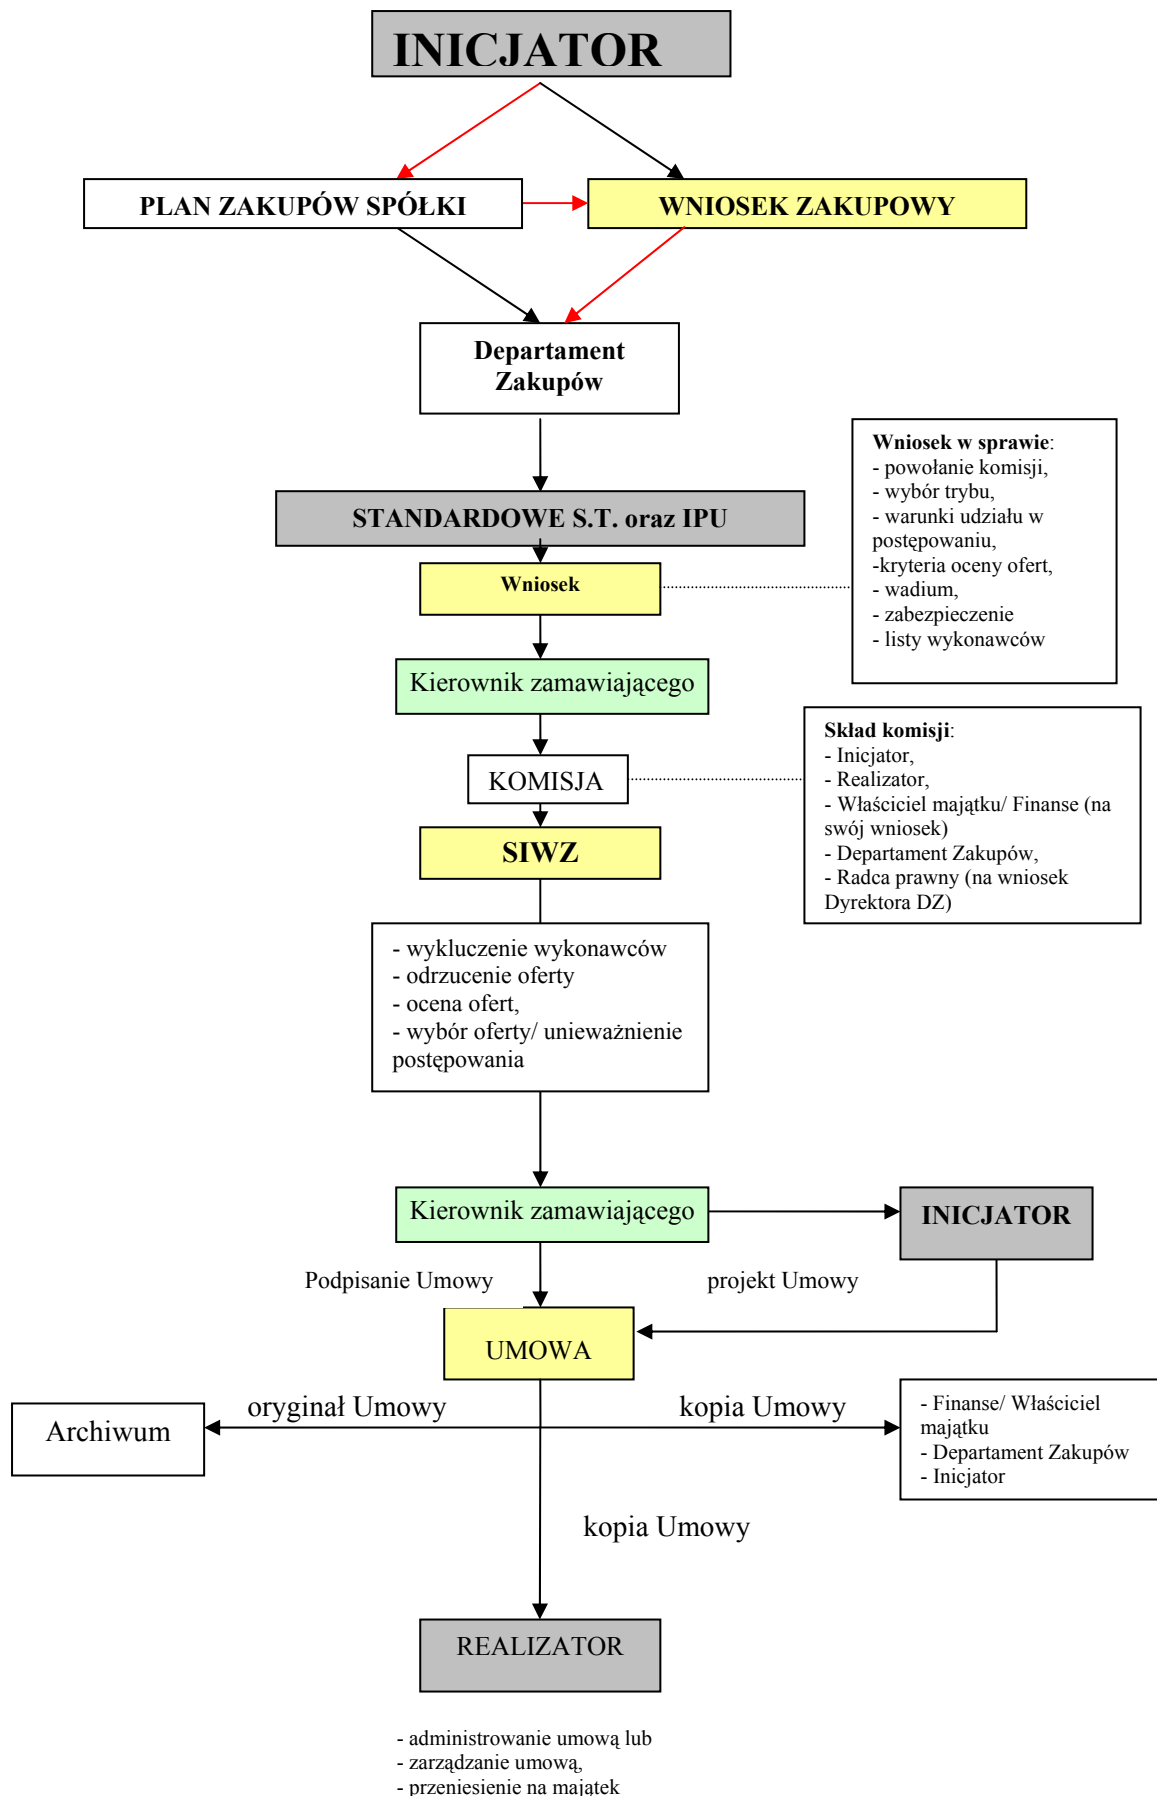 INICJATOR
PLAN ZAKUPÓW SPÓŁKI
WNIOSEK ZAKUPOWY
Departament
Zakupów
STANDARDOWE S.T. oraz IPU
Wniosek
Wniosek w sprawie:
- powołanie komisji,
- wybór trybu,
- warunki udziału w
postępowaniu,
-kryteria oceny ofert,
- wadium,
- zabezpieczenie
- listy wykonawców
Kierownik zamawiającego
KOMISJA
Skład komisji:
- Inicjator,
- Realizator,
- Właściciel majątku/ Finanse (na
swój wniosek)
- Departament Zakupów,
- Radca prawny (na wniosek
Dyrektora DZ)
SIWZ
- wykluczenie wykonawców
- odrzucenie oferty
- ocena ofert,
- wybór oferty/ unieważnienie
postępowania
Kierownik zamawiającego
INICJATOR
Podpisanie Umowy
projekt Umowy
UMOWA
Archiwum
oryginał Umowy
kopia Umowy
- Finanse/ Właściciel
majątku
- Departament Zakupów
- Inicjator
kopia Umowy
REALIZATOR
- administrowanie umową lub
- zarządzanie umową,
- przeniesienie na majątek